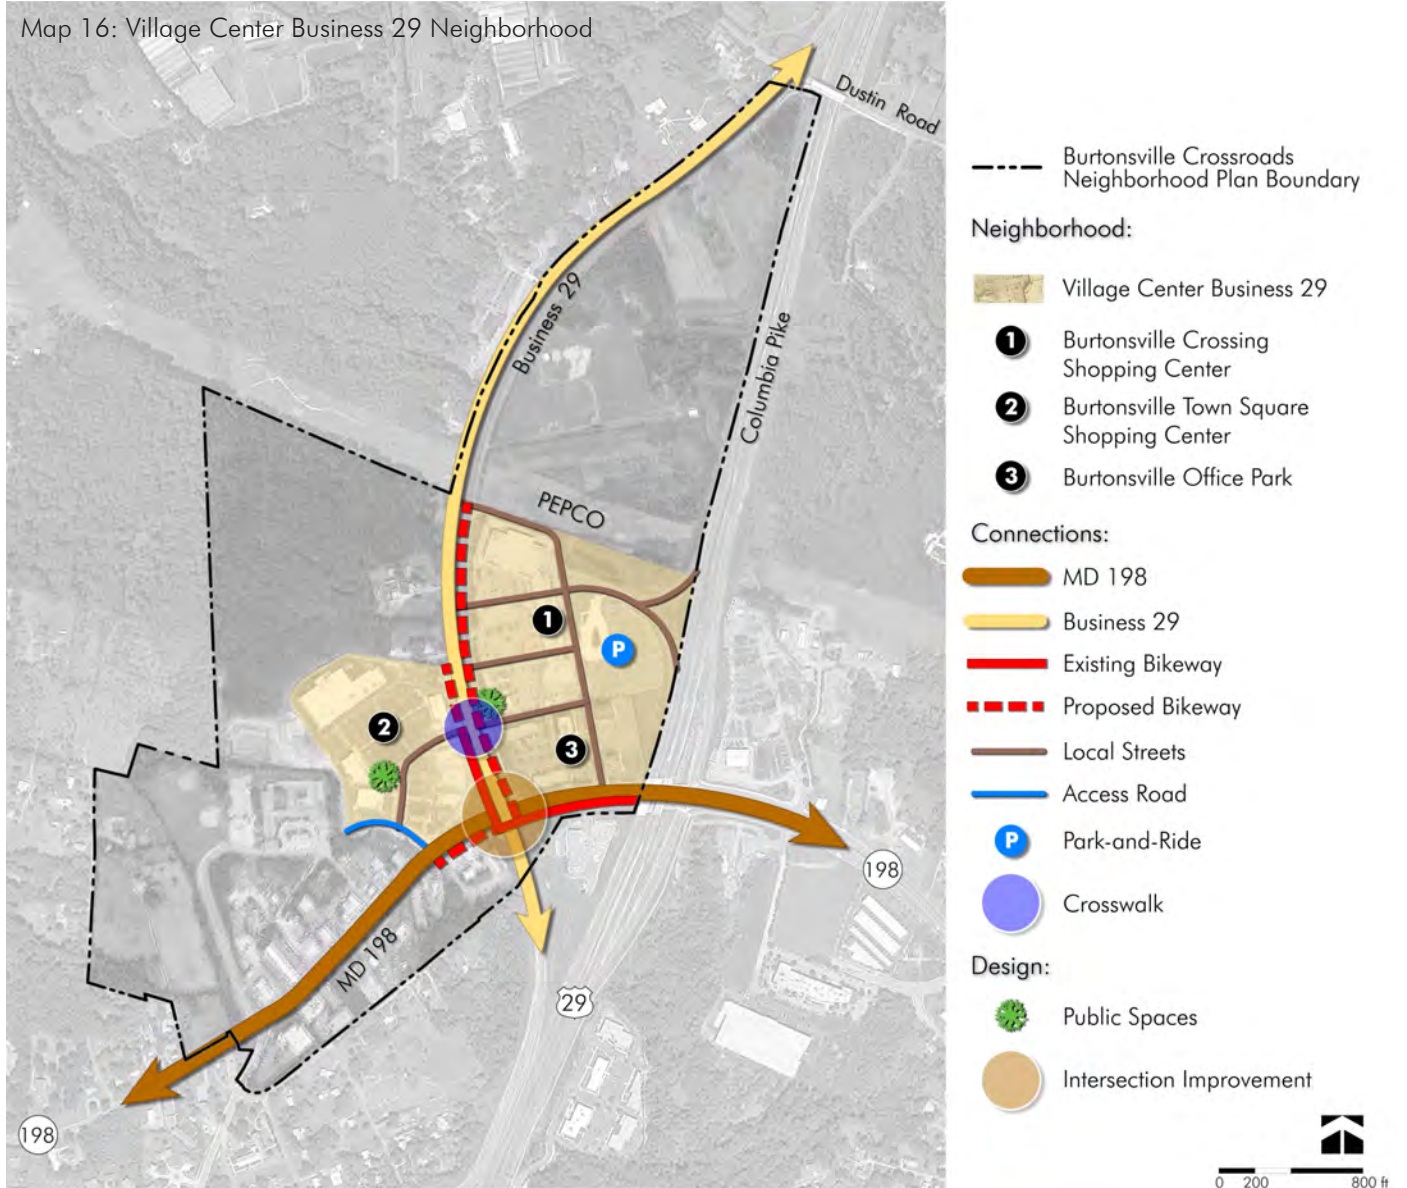 Map 16: Village Center Business 29 Neighborhood
Dustin Road
Business 29
Columbia Pike
PEPCO
1
P
2
3
198
MD 198
29
198
Burtonsville Crossroads
Neighborhood Plan Boundary
Neighborhood:
Village Center Business 29
1
Burtonsville Crossing
Shopping Center
2
Burtonsville Town Square
Shopping Center
3
Burtonsville Office Park
Connections:
MD 198
Business 29
Existing Bikeway
Proposed Bikeway
Local Streets
Access Road
P
Park-and-Ride
Crosswalk
Design:
Public Spaces
Intersection Improvement
0 200 800 ft